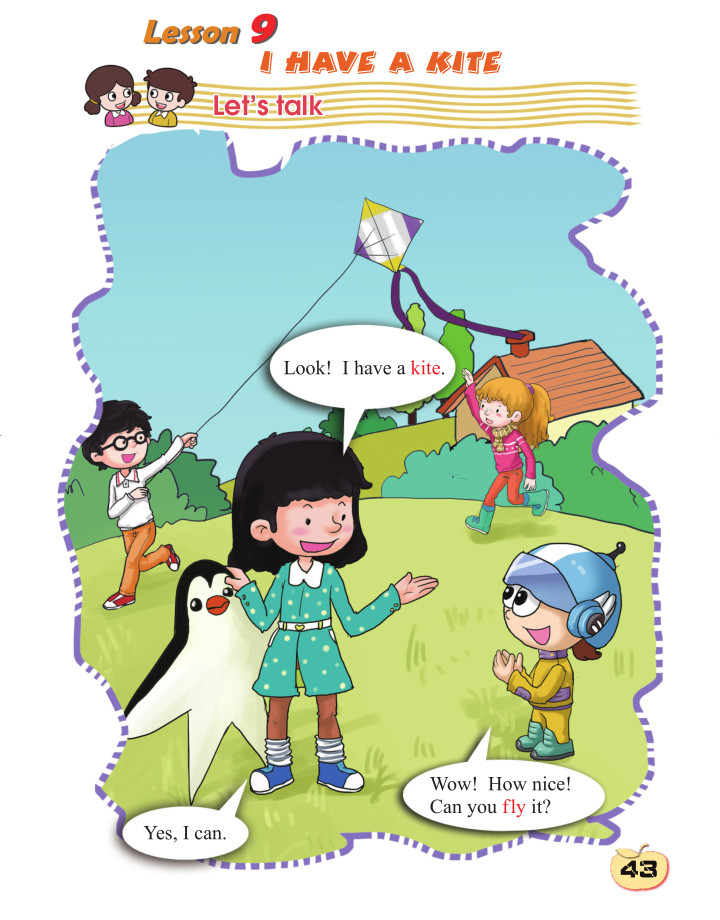 Lesson 9
I HAVE A KITE
Let's talk
Look! I have a kite.
Wow! How nice!
Can you fly it?
Yes, I can.
43